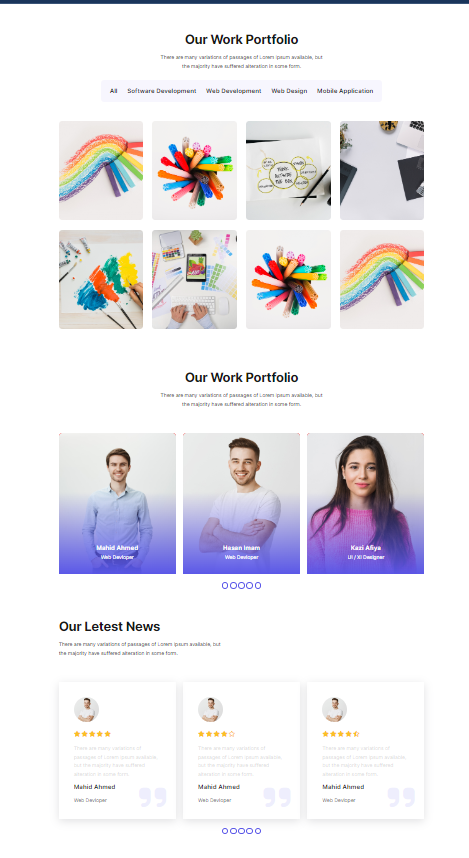 Our Work Portfolio
There are many variations of passages of Lorem Ipsum available, but
the majority have suffered alteration in some form.
All Software Development Web Development Web Design Mobile Application
THINK
OUTSIDE
THE BOX
Our Work Portfolio
There are many variations of passages of Lorem Ipsum available, but
the majority have suffered alteration in some form.
Mahid Ahmed Hasan Imam Kazi Afiya
Web Devloper Web Devloper UI / XI Designer
Our Letest News
There are many variations of passages of Lorem Ipsum available, but
the majority have suffered alteration in some form.
There are many variations of
passages of Lorem Ipsum available,
but the majority have suffered
alteration in some form.
Mahid Ahmed
Web Devloper
There are many variations of
passages of Lorem Ipsum available,
but the majority have suffered
alteration in some form.
Mahid Ahmed
Web Devloper
There are many variations of
passages of Lorem Ipsum available,
but the majority have suffered
alteration in some form.
Mahid Ahmed
Web Devloper